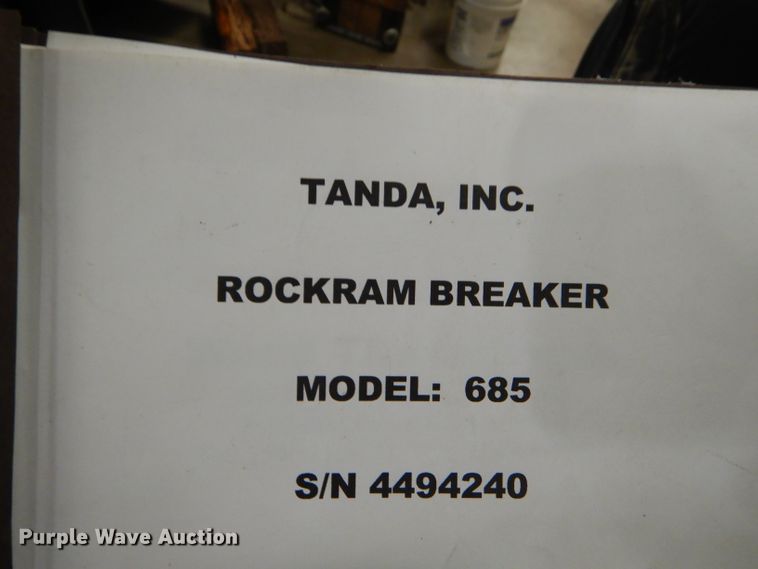 TANDA, INC.
ROCKRAM BREAKER
MODEL: 685
S/N 4494240
Purple Wave Auction